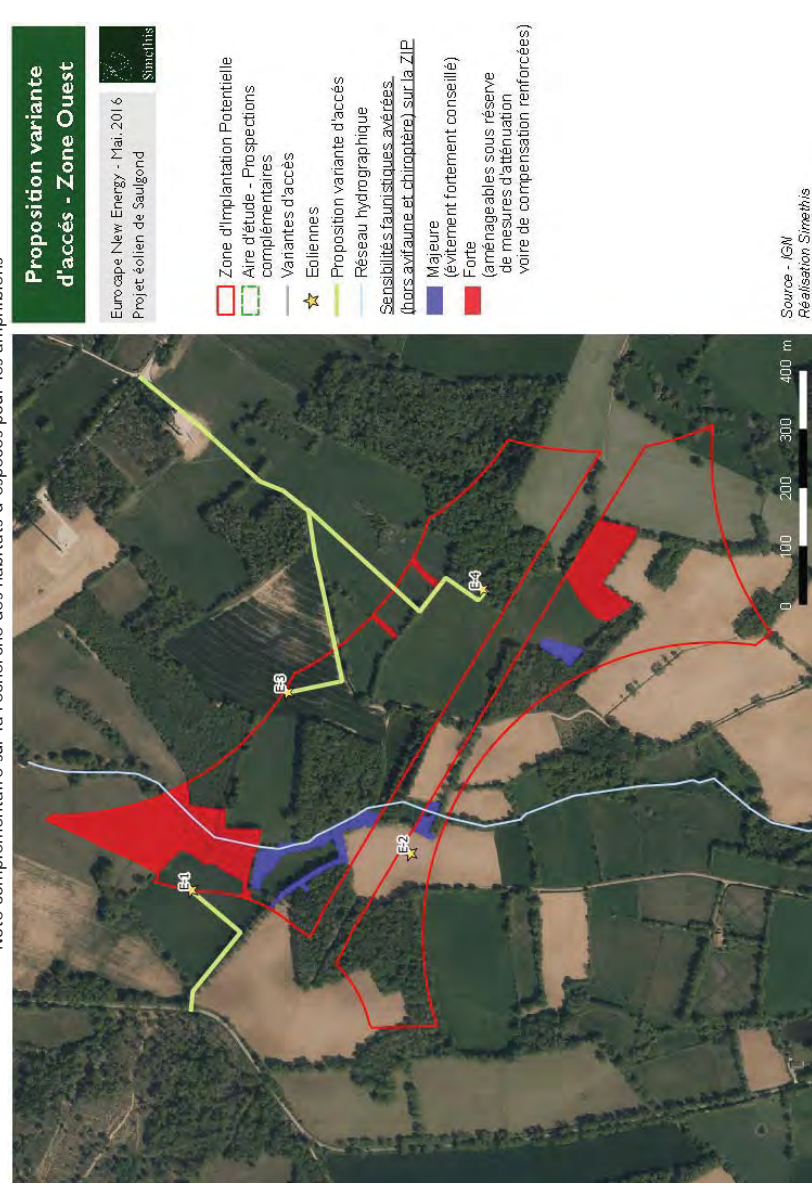 Proposition variante
d'accés - Zone Ouest
Eurocape New Energy - Mai. 2016
Projet éolien de Saulgond
Simethis
Zone d'Implantation Potentielle
Aire d'étude - Prospections
complémentaires
Variantes d'accès
Eoliennes
Proposition variante d'accés
Réseau hydrographique
Sensibilités faunistiques avérées
(hors avifaune et chiroptère) sur la ZIP
Majeure
(évitement fortement conseillé)
Forte
(aménageables sous réserve
de mesures d'atténuation
voire de compensation renforcées)
Source - IGN
Réalisation Simethis
E-1
E-2
E-3
E-4
0 100 200 300 400 m